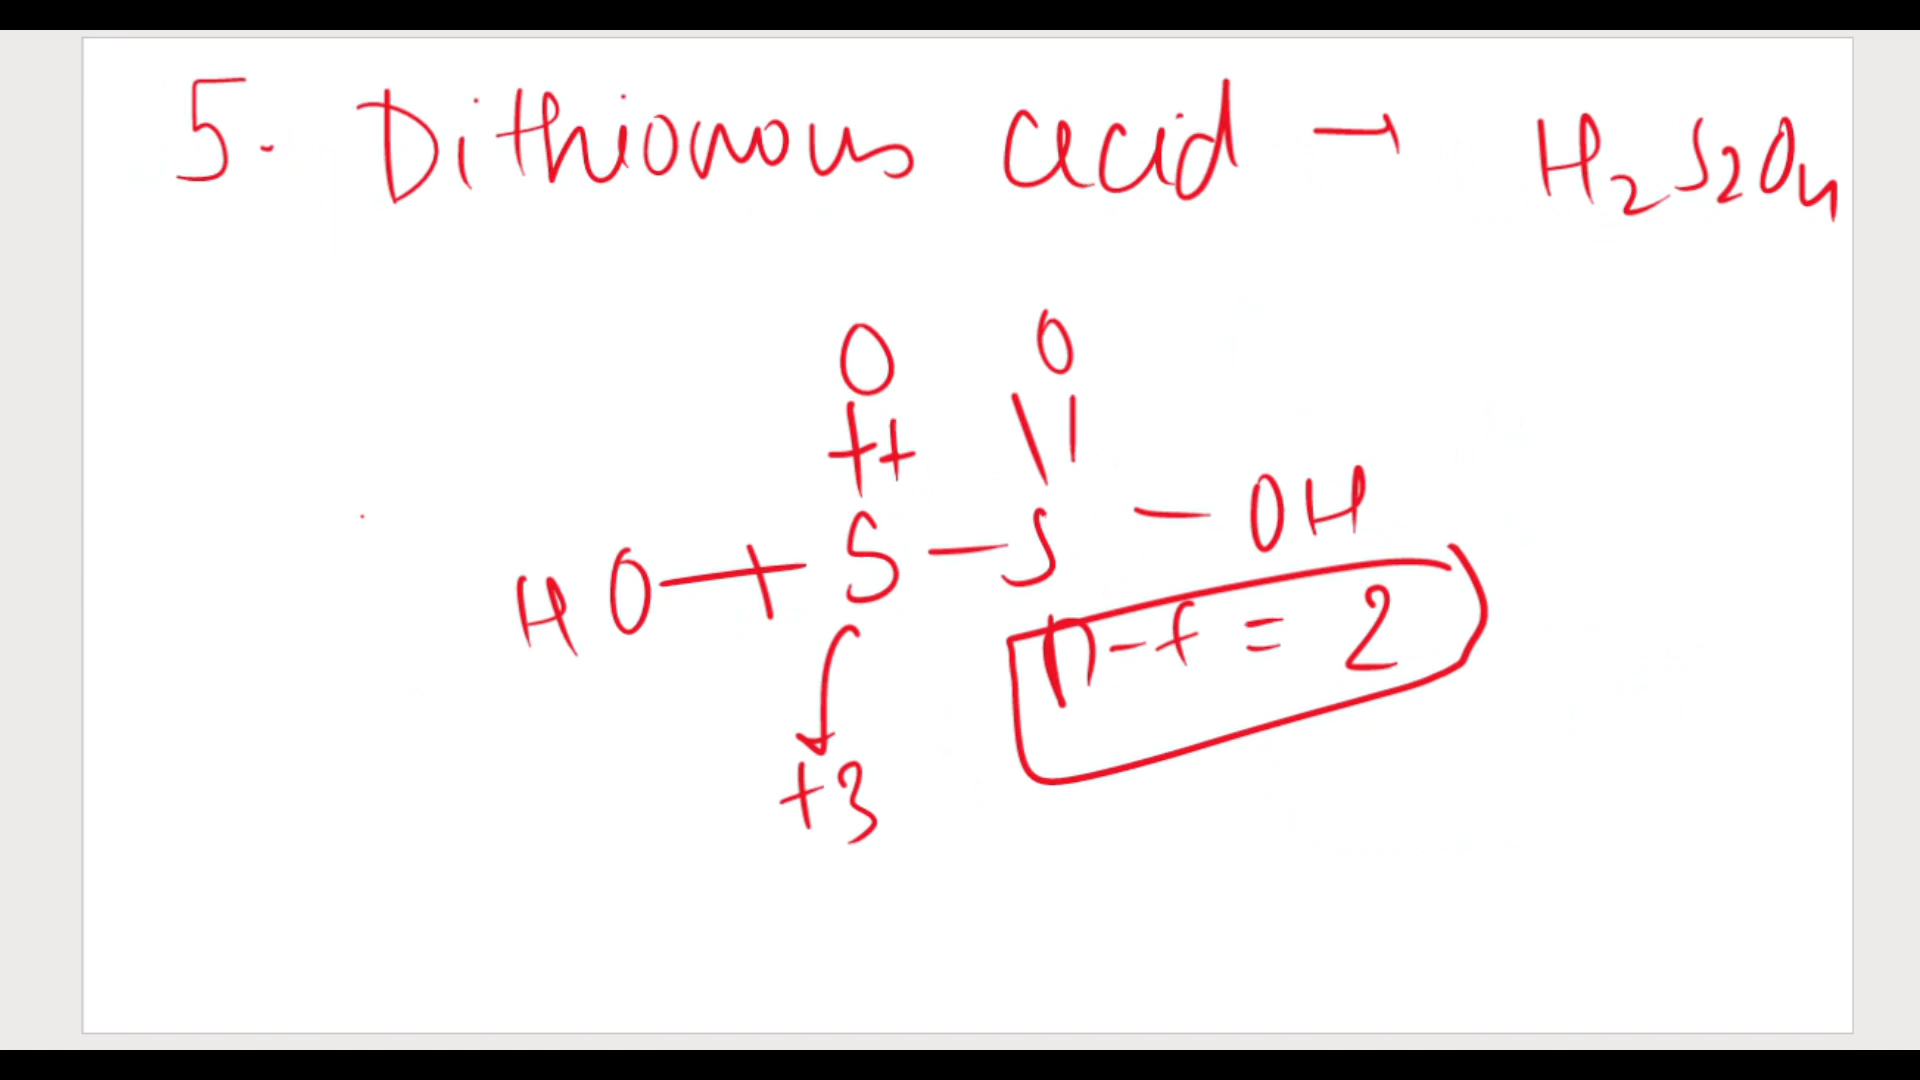 5. Dithionous acid → H2S2O4
O O
HO — S — S — OH
n-f = 2
+3